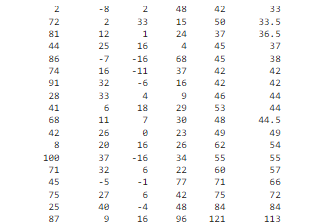 2 -8 2 48 42 33
72 2 33 15 50 33.5
81 12 1 24 37 36.5
44 25 16 4 45 37
86 -7 -16 68 45 38
74 16 -11 37 42 42
91 32 -6 16 42 42
28 33 4 9 46 44
41 6 18 29 53 44
68 11 7 30 48 44.5
42 26 0 23 49 49
8 20 16 26 62 54
100 37 -16 34 55 55
71 32 6 22 60 57
45 -5 -1 77 71 66
75 27 6 42 75 72
25 40 -4 48 84 84
87 9 16 96 121 113